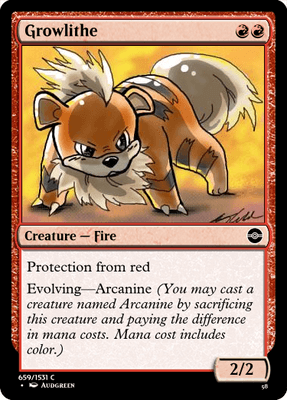 Growlithe
Creature — Fire
Protection from red
Evolving—Arcanine (You may cast a
creature named Arcanine by sacrificing
this creature and paying the difference
in mana costs. Mana cost includes
color.)
2/2
659/1531 C
• AUDGREEN
58